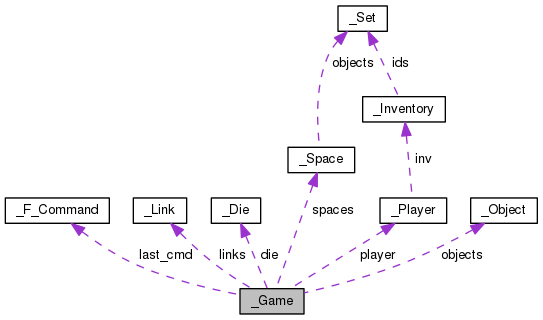 _Set
objects
ids
_Inventory
_Space
inv
_F_Command
_Link
_Die
spaces
_Player
_Object
last_cmd
links
die
player
objects
_Game